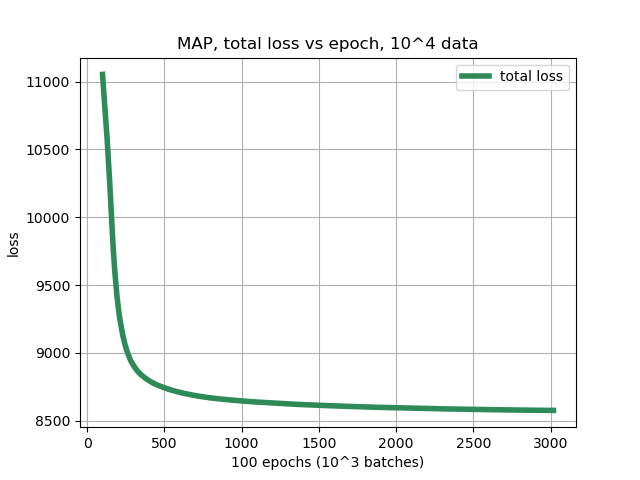 MAP, total loss vs epoch, 10^4 data
total loss
11000
10500
10000
9500
9000
8500
loss
0 500 1000 1500 2000 2500 3000
100 epochs (10^3 batches)